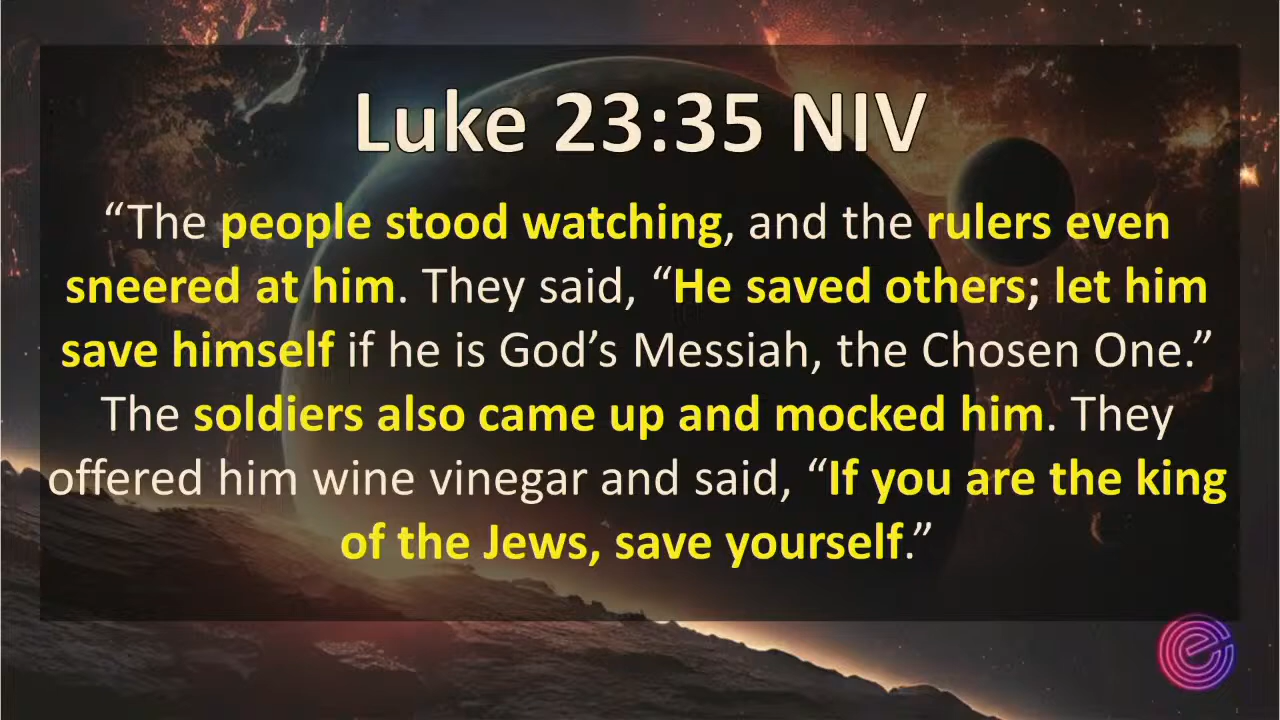 Luke 23:35 NIV
“The people stood watching, and the rulers even
sneered at him. They said, “He saved others; let him
save himself if he is God’s Messiah, the Chosen One.”
The soldiers also came up and mocked him. They
offered him wine vinegar and said, “If you are the king
of the Jews, save yourself.”